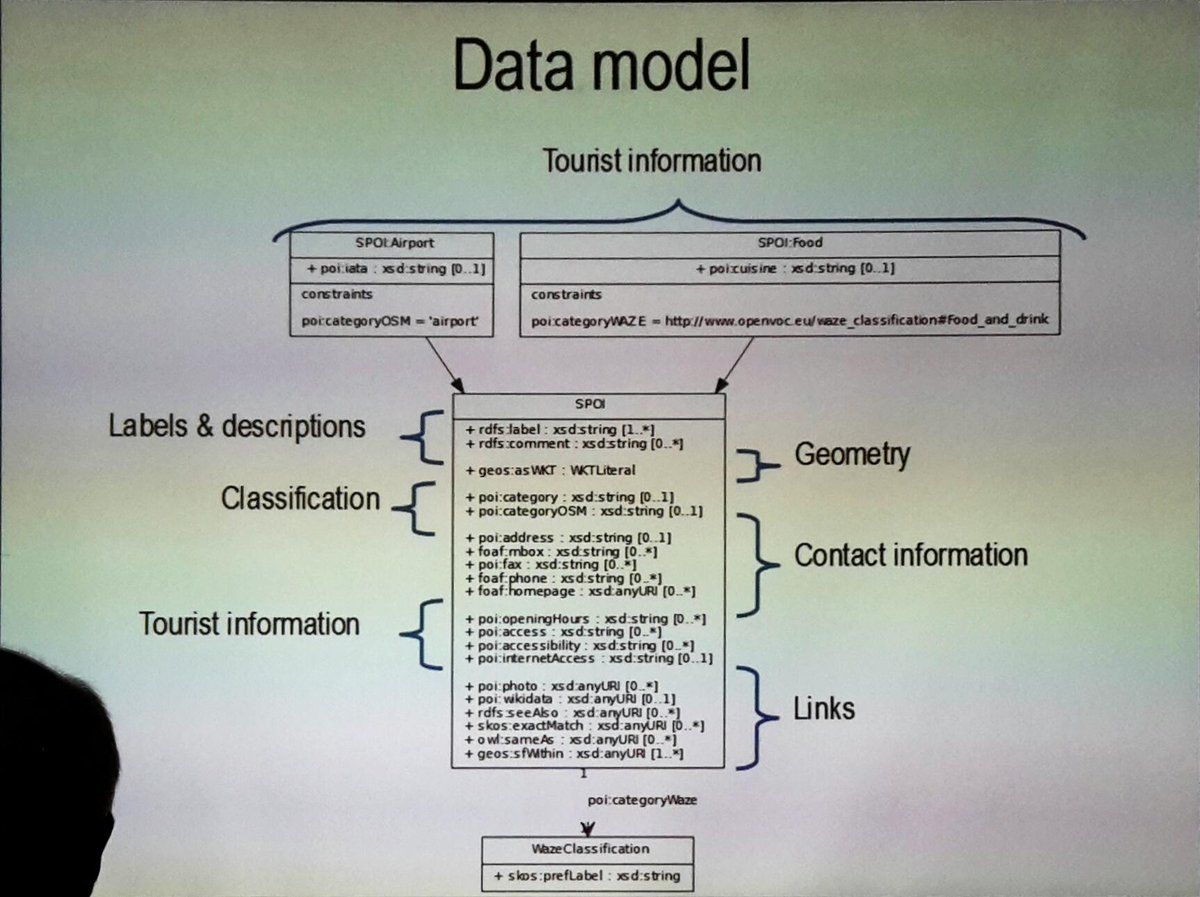 Data model
Tourist information
SPOI:Airport
+ poi:iata : xsd:string [0..1]
constraints
poi:categoryOSM = 'airport'
SPOI:Food
+ poi:cuisine : xsd:string [0..1]
constraints
poi:categoryWAZE = http://www.openvoc.eu/waze_classification#Food_and_drink
SPOI
Labels & descriptions
+ rdfs:label : xsd:string [1..*]
+ rdfs:comment : xsd:string [0..*]
Geometry
+ geos:asWKT : WKTLiteral
Classification
+ poi:category : xsd:string [0..1]
+ poi:categoryOSM : xsd:string [0..1]
Contact information
+ poi:address : xsd:string [0..1]
+ foaf:mbox : xsd:string [0..*]
+ poi:fax : xsd:string [0..*]
+ foaf:phone : xsd:string [0..*]
+ foaf:homepage : xsd:anyURI [0..*]
Tourist information
+ poi:openingHours : xsd:string [0..*]
+ poi:access : xsd:string [0..*]
+ poi:accessibility : xsd:string [0..*]
+ poi:internetAccess : xsd:string [0..1]
Links
+ poi:photo : xsd:anyURI [0..*]
+ poi:wikidata : xsd:anyURI [0..1]
+ rdfs:seeAlso : xsd:anyURI [0..*]
+ skos:exactMatch : xsd:anyURI [0..*]
+ owl:sameAs : xsd:anyURI [0..*]
+ geos:sfWithin : xsd:anyURI [1..*]
1
poi:categoryWaze
WazeClassification
+ skos:prefLabel : xsd:string